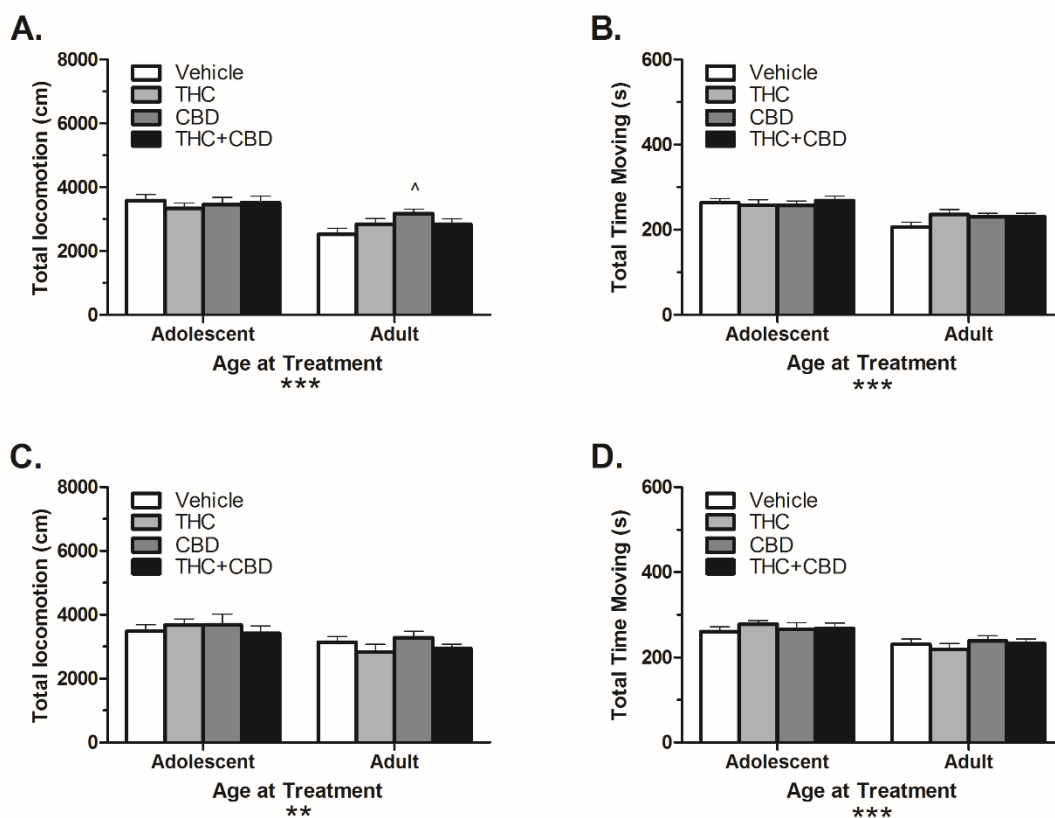 A.
Total locomotion (cm)
8000
6000
4000
2000
0
Vehicle
THC
CBD
THC+CBD
^
Adolescent Adult
Age at Treatment
***
B.
Total Time Moving (s)
600
400
200
0
Vehicle
THC
CBD
THC+CBD
Adolescent Adult
Age at Treatment
***
C.
Total locomotion (cm)
8000
6000
4000
2000
0
Vehicle
THC
CBD
THC+CBD
Adolescent Adult
Age at Treatment
**
D.
Total Time Moving (s)
600
400
200
0
Vehicle
THC
CBD
THC+CBD
Adolescent Adult
Age at Treatment
***